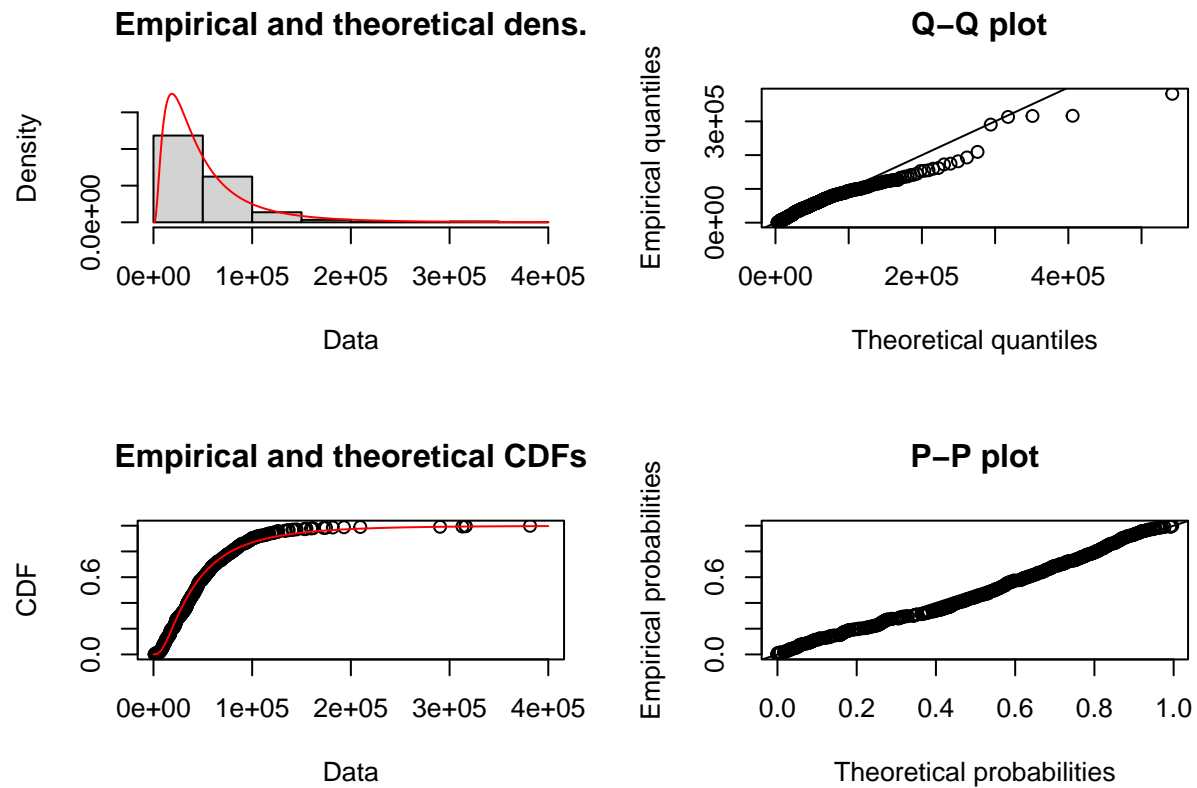 Empirical and theoretical dens.
Density
0.0e+00
0e+00 1e+05 2e+05 3e+05 4e+05
Data
Q−Q plot
Empirical quantiles
0e+00 3e+05
0e+00 2e+05 4e+05
Theoretical quantiles
Empirical and theoretical CDFs
CDF
0.0 0.6
0e+00 1e+05 2e+05 3e+05 4e+05
Data
P−P plot
Empirical probabilities
0.0 0.6
0.0 0.2 0.4 0.6 0.8 1.0
Theoretical probabilities